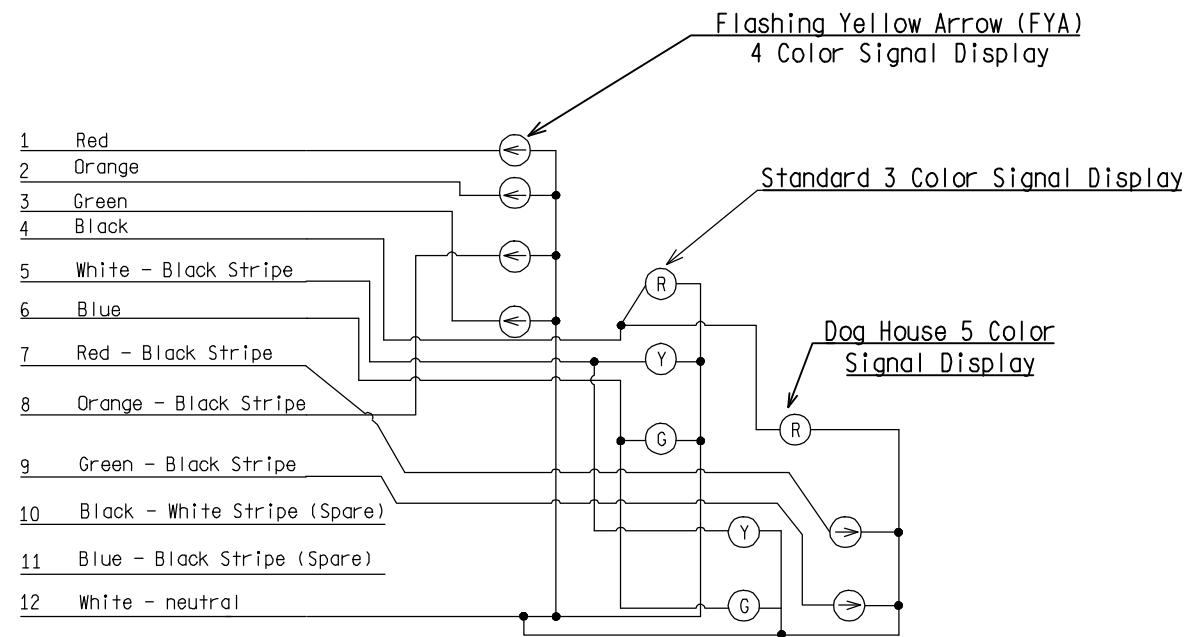 Flashing Yellow Arrow (FYA)
4 Color Signal Display
1 Red
2 Orange
3 Green
4 Black
5 White - Black Stripe
6 Blue
7 Red - Black Stripe
8 Orange - Black Stripe
9 Green - Black Stripe
10 Black - White Stripe (Spare)
11 Blue - Black Stripe (Spare)
12 White - neutral
Standard 3 Color Signal Display
R
Y
G
Dog House 5 Color
Signal Display
R
Y
G